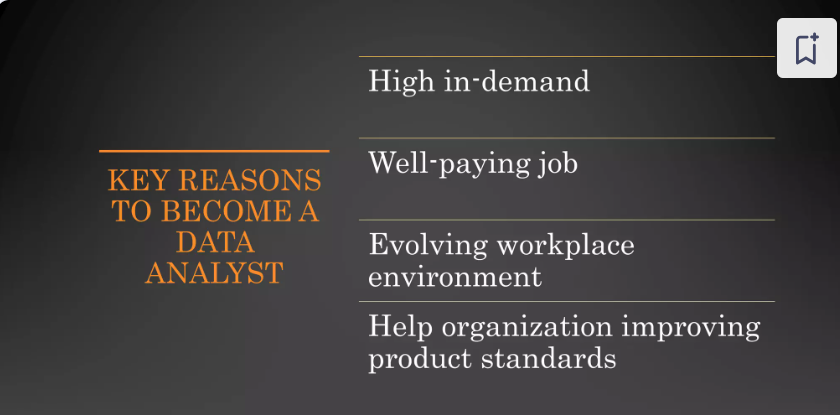 KEY REASONS
TO BECOME A
DATA
ANALYST
High in-demand
Well-paying job
Evolving workplace
environment
Help organization improving
product standards